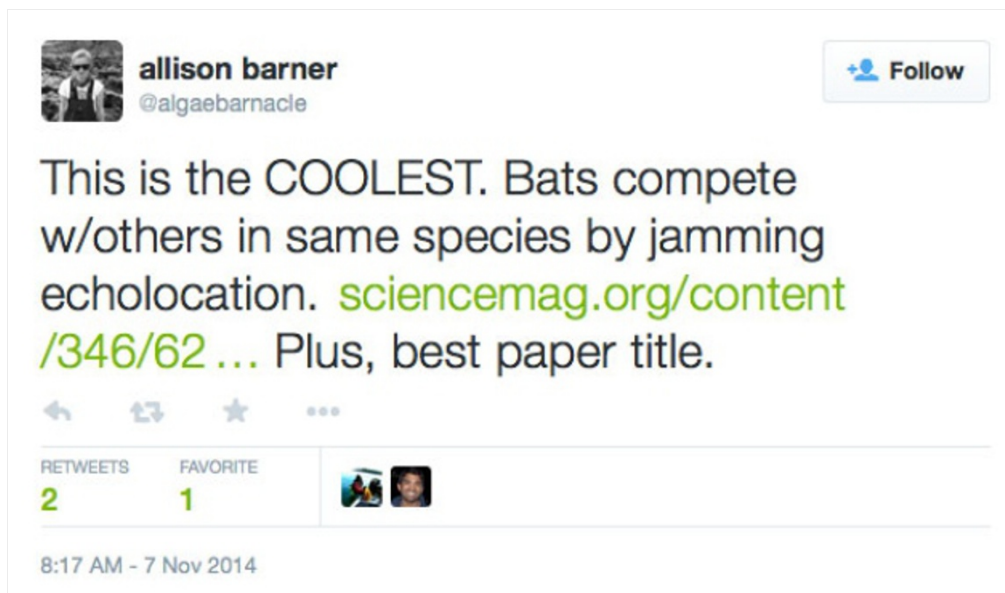 allison barner
@algaebarnacle
Follow
This is the COOLEST. Bats compete
w/others in same species by jamming
echolocation. sciencemag.org/content
/346/62 ... Plus, best paper title.
RETWEETS FAVORITE
2 1
8:17 AM - 7 Nov 2014